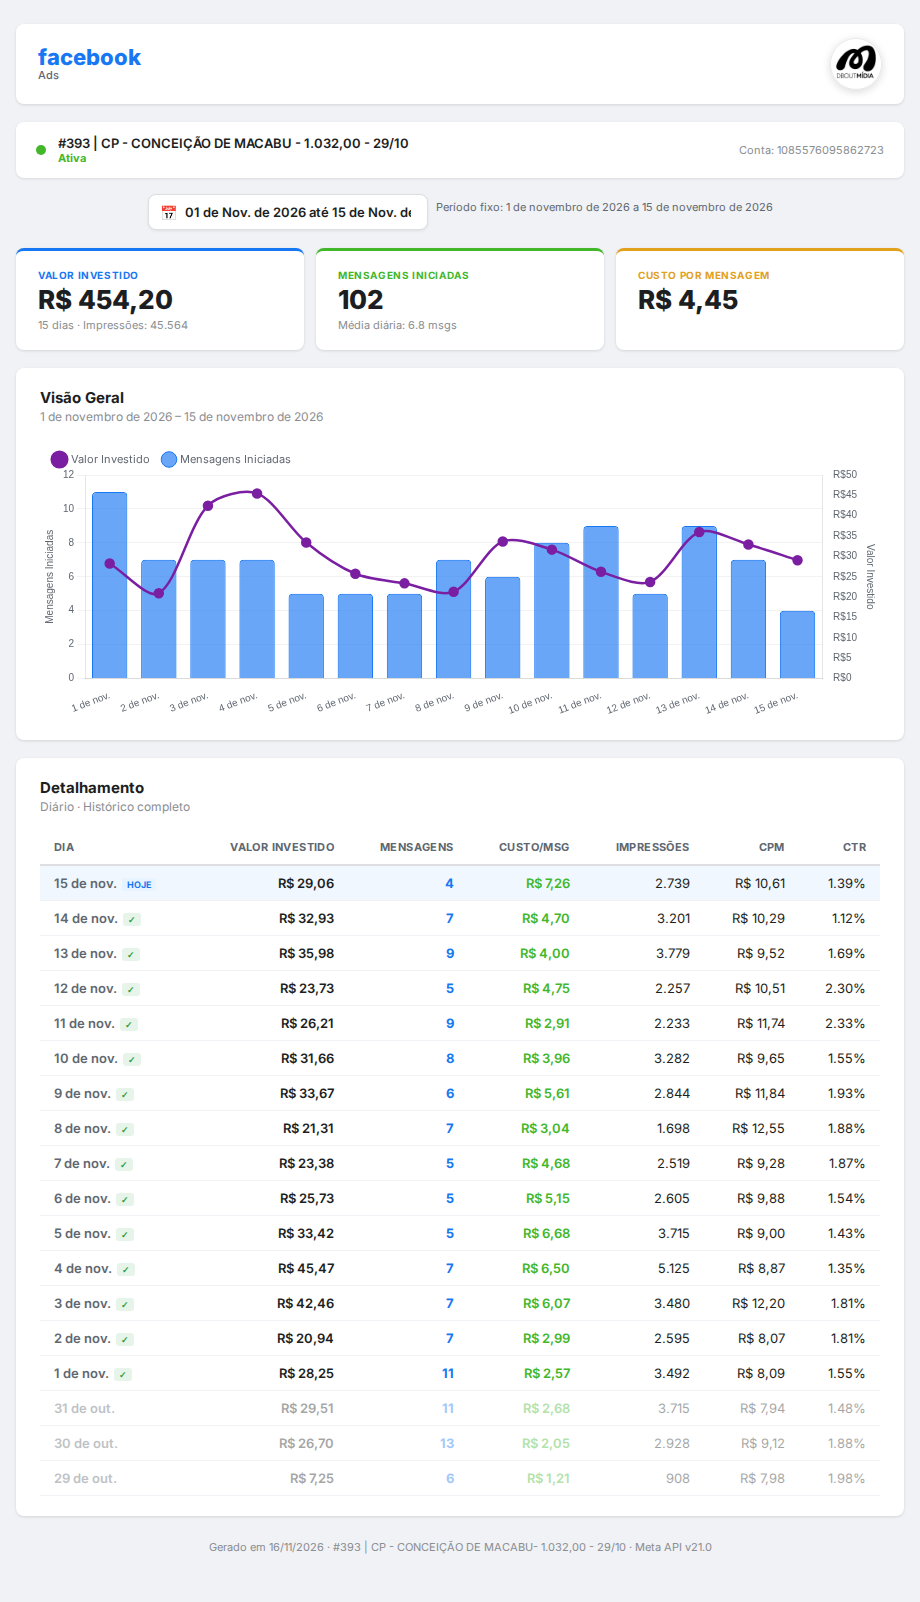 facebook
Ads
DBOUTMÍDIA
#393 | CP - CONCEIÇÃO DE MACABU - 1.032,00 - 29/10
Ativa
Conta: 1085576095862723
01 de Nov. de 2026 até 15 de Nov. de
Período fixo: 1 de novembro de 2026 a 15 de novembro de 2026
VALOR INVESTIDO
R$ 454,20
15 dias · Impressões: 45.564
MENSAGENS INICIADAS
102
Média diária: 6.8 msgs
CUSTO POR MENSAGEM
R$ 4,45
Visão Geral
1 de novembro de 2026 – 15 de novembro de 2026
Valor Investido Mensagens Iniciadas
Mensagens Iniciadas
12
10
8
6
4
2
0
R$50
R$45
R$40
R$35
R$30
R$25
R$20
R$15
R$10
R$5
R$0
Valor Investido
1 de nov. 2 de nov. 3 de nov. 4 de nov. 5 de nov. 6 de nov. 7 de nov. 8 de nov. 9 de nov. 10 de nov. 11 de nov. 12 de nov. 13 de nov. 14 de nov. 15 de nov.
Detalhamento
Diário · Histórico completo
DIA VALOR INVESTIDO MENSAGENS CUSTO/MSG IMPRESSÕES CPM CTR
15 de nov. HOJE R$ 29,06 4 R$ 7,26 2.739 R$ 10,61 1.39%
14 de nov. ✓ R$ 32,93 7 R$ 4,70 3.201 R$ 10,29 1.12%
13 de nov. ✓ R$ 35,98 9 R$ 4,00 3.779 R$ 9,52 1.69%
12 de nov. ✓ R$ 23,73 5 R$ 4,75 2.257 R$ 10,51 2.30%
11 de nov. ✓ R$ 26,21 9 R$ 2,91 2.233 R$ 11,74 2.33%
10 de nov. ✓ R$ 31,66 8 R$ 3,96 3.282 R$ 9,65 1.55%
9 de nov. ✓ R$ 33,67 6 R$ 5,61 2.844 R$ 11,84 1.93%
8 de nov. ✓ R$ 21,31 7 R$ 3,04 1.698 R$ 12,55 1.88%
7 de nov. ✓ R$ 23,38 5 R$ 4,68 2.519 R$ 9,28 1.87%
6 de nov. ✓ R$ 25,73 5 R$ 5,15 2.605 R$ 9,88 1.54%
5 de nov. ✓ R$ 33,42 5 R$ 6,68 3.715 R$ 9,00 1.43%
4 de nov. ✓ R$ 45,47 7 R$ 6,50 5.125 R$ 8,87 1.35%
3 de nov. ✓ R$ 42,46 7 R$ 6,07 3.480 R$ 12,20 1.81%
2 de nov. ✓ R$ 20,94 7 R$ 2,99 2.595 R$ 8,07 1.81%
1 de nov. ✓ R$ 28,25 11 R$ 2,57 3.492 R$ 8,09 1.55%
31 de out. R$ 29,51 11 R$ 2,68 3.715 R$ 7,94 1.48%
30 de out. R$ 26,70 13 R$ 2,05 2.928 R$ 9,12 1.88%
29 de out. R$ 7,25 6 R$ 1,21 908 R$ 7,98 1.98%
Gerado em 16/11/2026 · #393 | CP - CONCEIÇÃO DE MACABU- 1.032,00 - 29/10 · Meta API v21.0